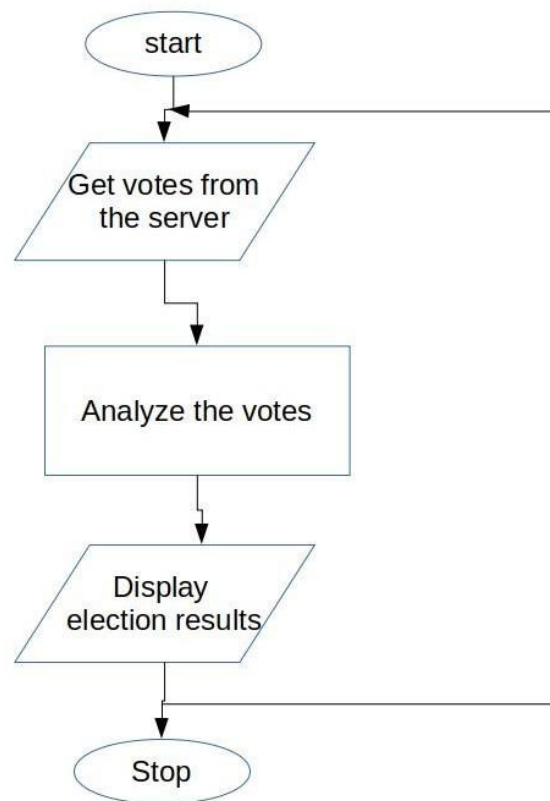 start
Get votes from
the server
Analyze the votes
Display
election results
Stop